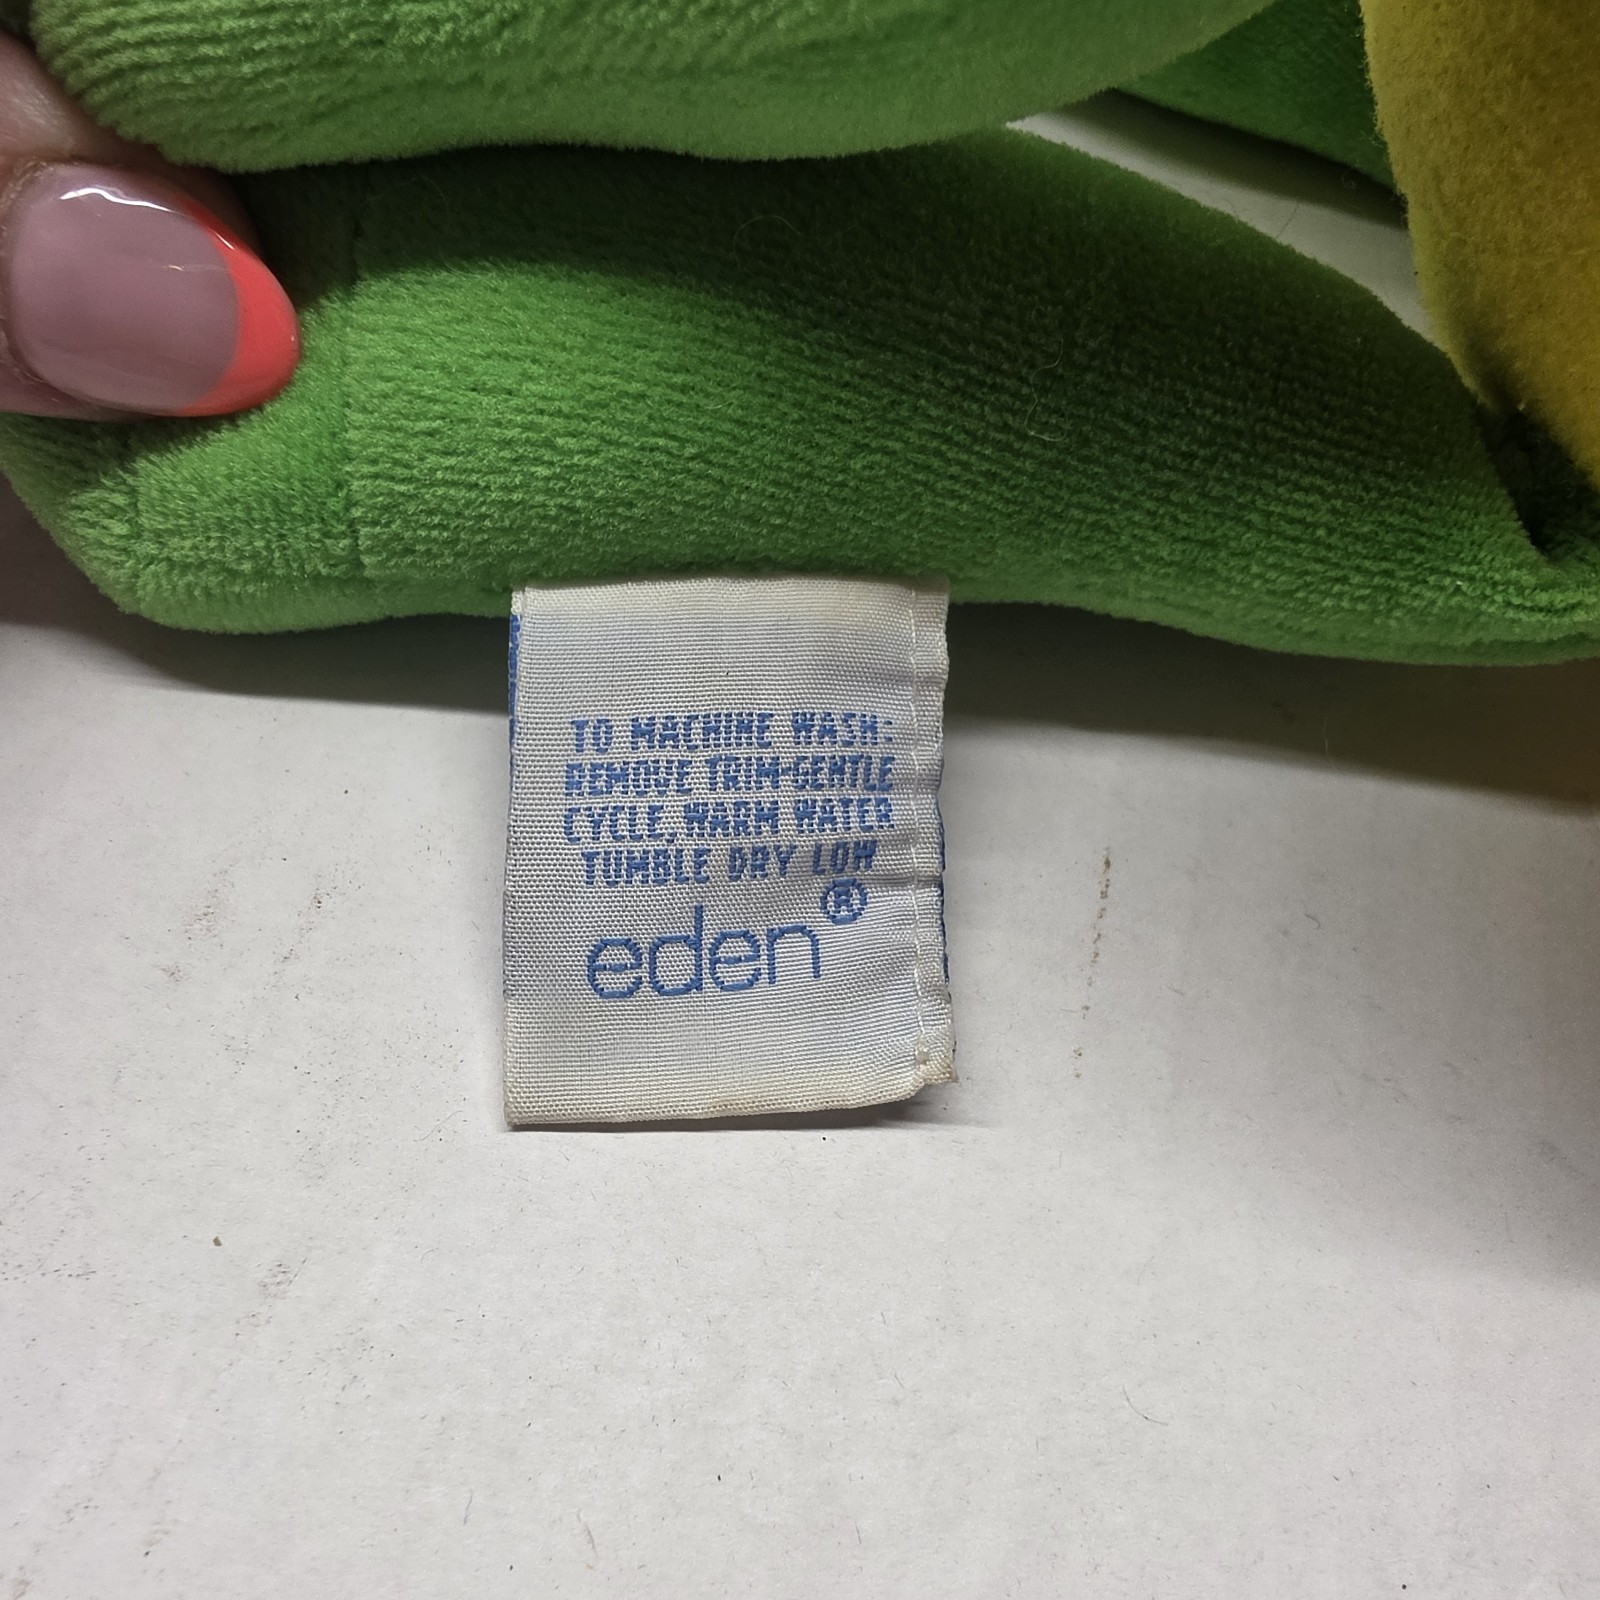 TO MACHINE WASH:
REMOVE TRIM-GENTLE
CYCLE, WARM WATER
TUMBLE DRY LOW
eden®